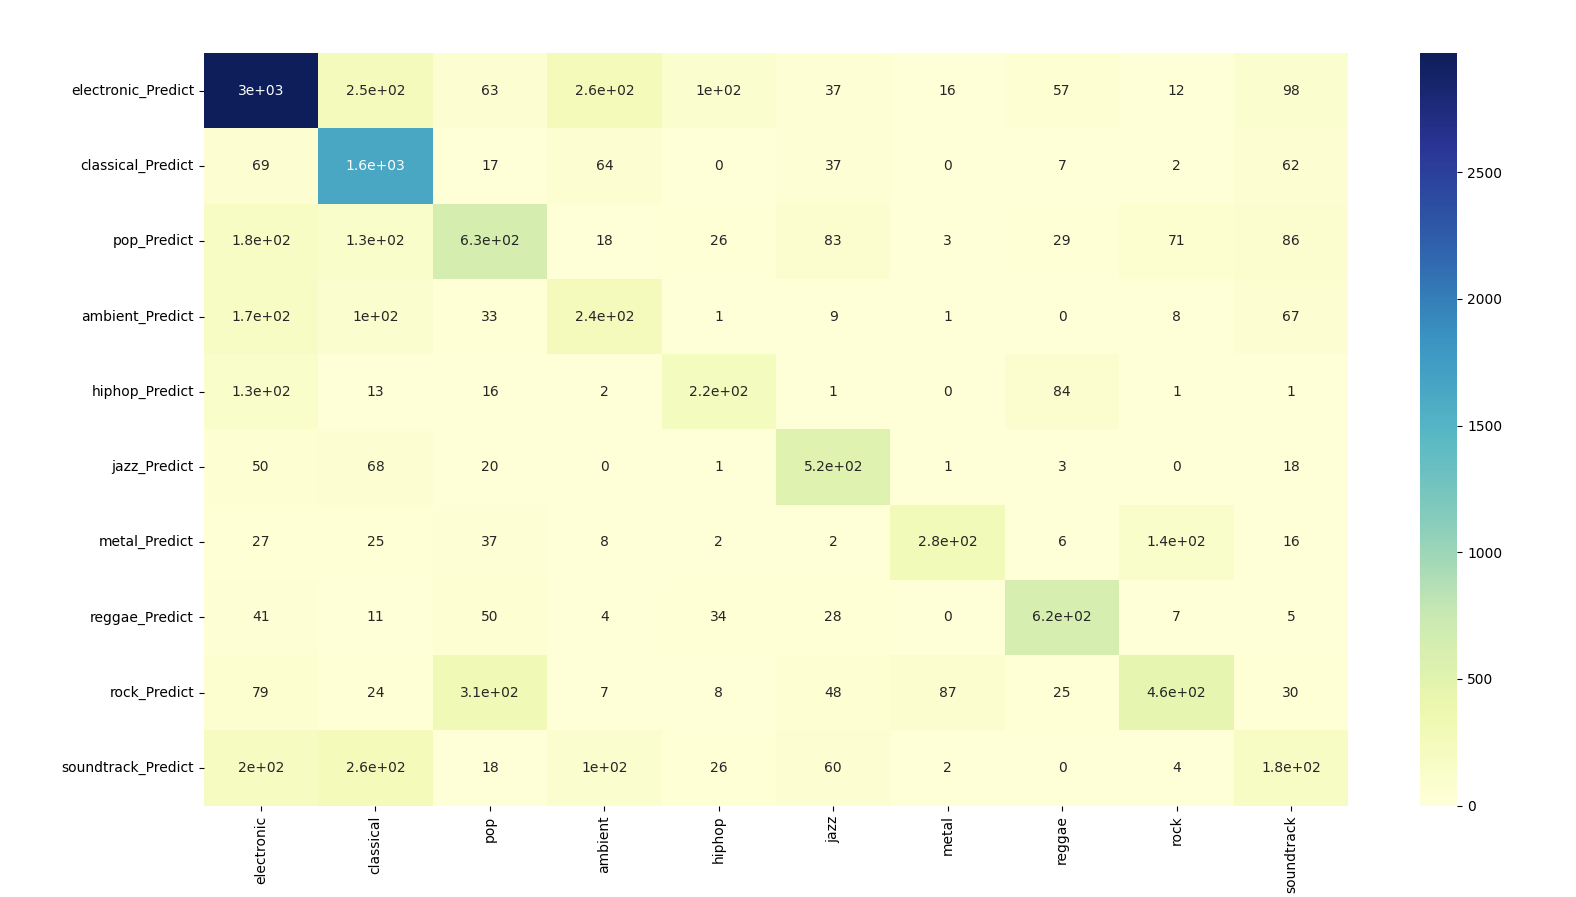 electronic_Predict 3e+03 2.5e+02 63 2.6e+02 1e+02 37 16 57 12 98
classical_Predict 69 1.6e+03 17 64 0 37 0 7 2 62
pop_Predict 1.8e+02 1.3e+02 6.3e+02 18 26 83 3 29 71 86
ambient_Predict 1.7e+02 1e+02 33 2.4e+02 1 9 1 0 8 67
hiphop_Predict 1.3e+02 13 16 2 2.2e+02 1 0 84 1 1
jazz_Predict 50 68 20 0 1 5.2e+02 1 3 0 18
metal_Predict 27 25 37 8 2 2 2.8e+02 6 1.4e+02 16
reggae_Predict 41 11 50 4 34 28 0 6.2e+02 7 5
rock_Predict 79 24 3.1e+02 7 8 48 87 25 4.6e+02 30
soundtrack_Predict 2e+02 2.6e+02 18 1e+02 26 60 2 0 4 1.8e+02
electronic classical pop ambient hiphop jazz metal reggae rock soundtrack
2500
2000
1500
1000
500
0